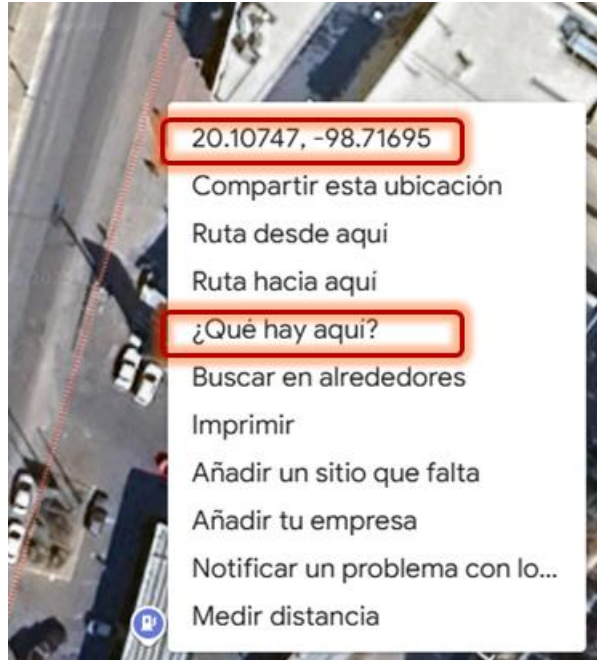 20.10747, -98.71695
Compartir esta ubicación
Ruta desde aquí
Ruta hacia aquí
¿Qué hay aquí?
Buscar en alrededores
Imprimir
Añadir un sitio que falta
Añadir tu empresa
Notificar un problema con lo...
Medir distancia